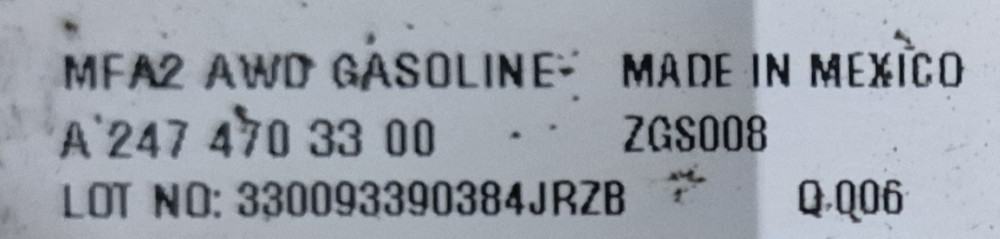 MFA2 AWD GASOLINE MADE IN MEXICO
A 247 470 33 00 ZGS008
LOT NO: 330093390384JRZB Q.006